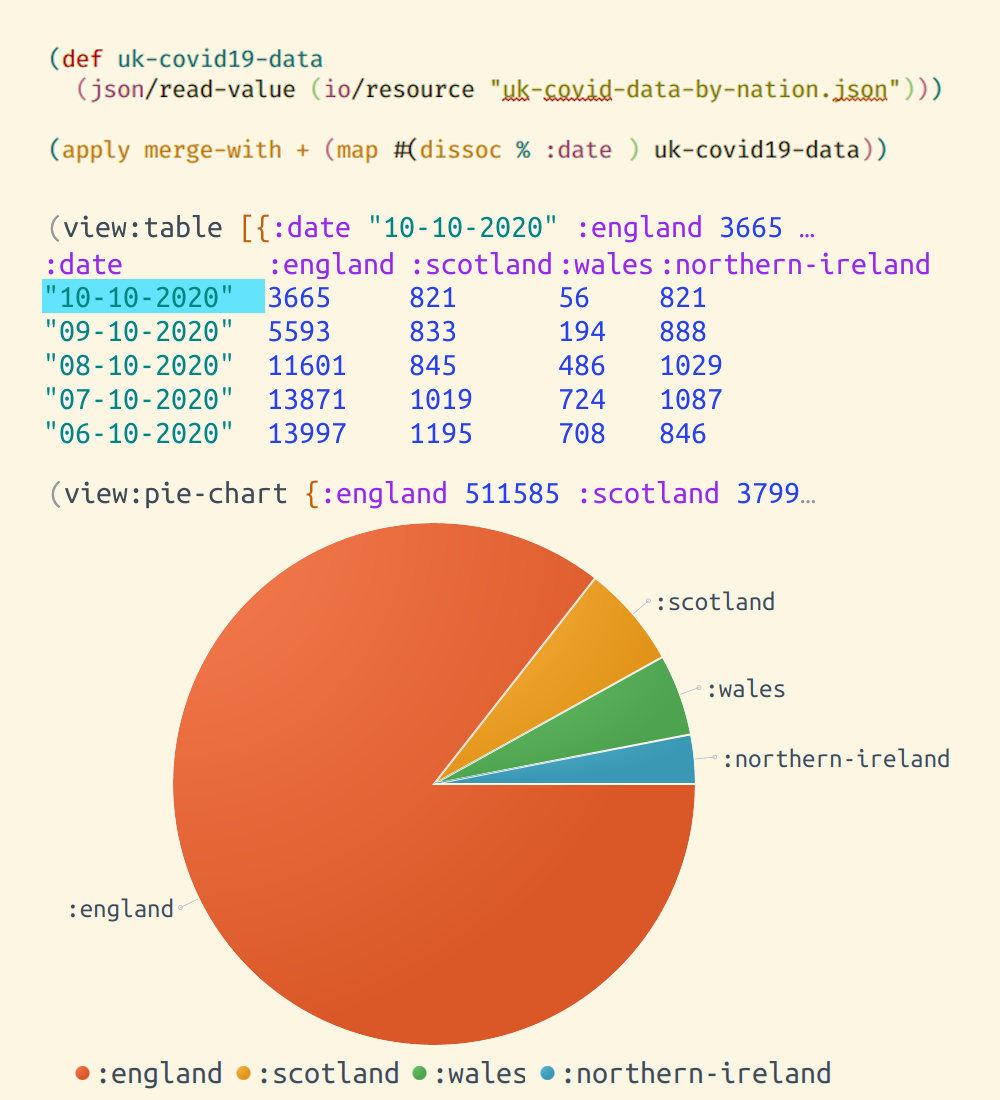 (def uk-covid19-data
(json/read-value (io/resource "uk-covid-data-by-nation.json")))
(apply merge-with + (map #(dissoc % :date ) uk-covid19-data))
(view:table [{:date "10-10-2020" :england 3665 …
:date :england :scotland :wales :northern-ireland
"10-10-2020" 3665 821 56 821
"09-10-2020" 5593 833 194 888
"08-10-2020" 11601 845 486 1029
"07-10-2020" 13871 1019 724 1087
"06-10-2020" 13997 1195 708 846
(view:pie-chart {:england 511585 :scotland 3799…
:scotland
:wales
:northern-ireland
:england
:england :scotland :wales :northern-ireland